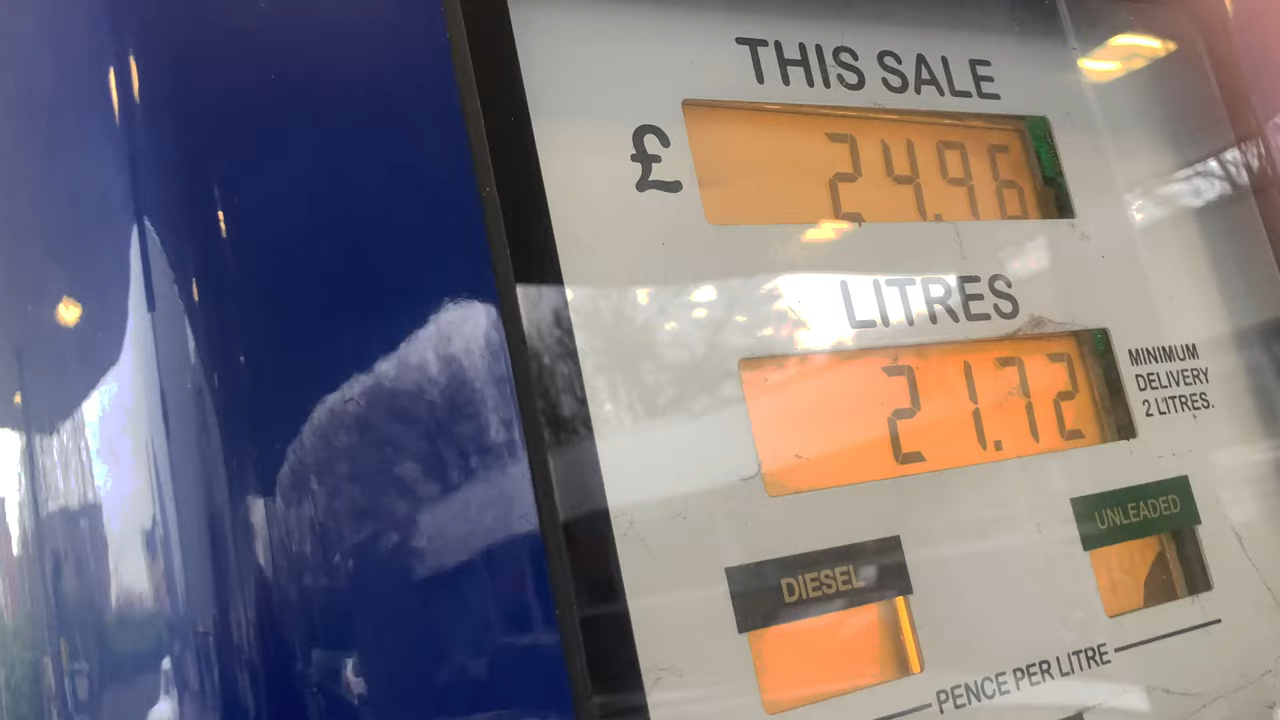 THIS SALE
£ 24.96
LITRES
21.72
MINIMUM
DELIVERY
2 LITRES.
DIESEL
UNLEADED
PENCE PER LITRE